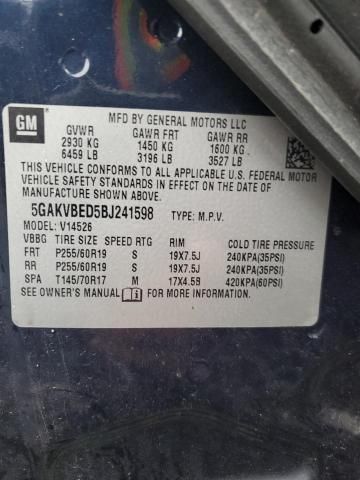 GM
MFD BY GENERAL MOTORS LLC
GVWR GAWR FRT GAWR RR
2930 KG 1450 KG 1600 KG
6459 LB 3196 LB 3527 LB
THIS VEHICLE CONFORMS TO ALL APPLICABLE U.S.
FEDERAL MOTOR VEHICLE SAFETY, BUMPER, AND THEFT
PREVENTION STANDARDS IN EFFECT ON THE DATE OF
MANUFACTURE SHOWN ABOVE.
5GAKVBED5BJ241598 TYPE: M.P.V.
MODEL: V14526
VBBG TIRE SIZE SPEED RTG RIM COLD TIRE PRESSURE
FRT P255/60R19 S 19X7.5J 240KPA(35PSI)
RR P255/60R19 S 19X7.5J 240KPA(35PSI)
SPA T145/70R17 M 17X4.5B 420KPA(60PSI)
SEE OWNER'S MANUAL FOR MORE INFORMATION.